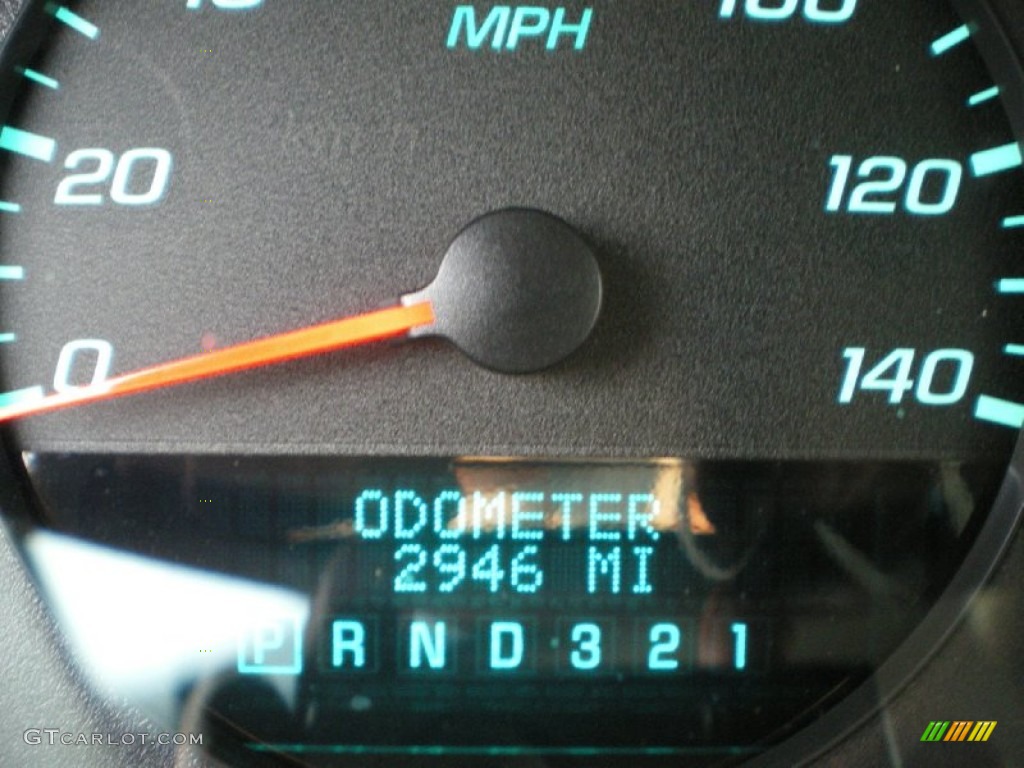 MPH
20
120
0
140
ODOMETER
2946 MI
P R N D 3 2 1
GTCARLOT.COM